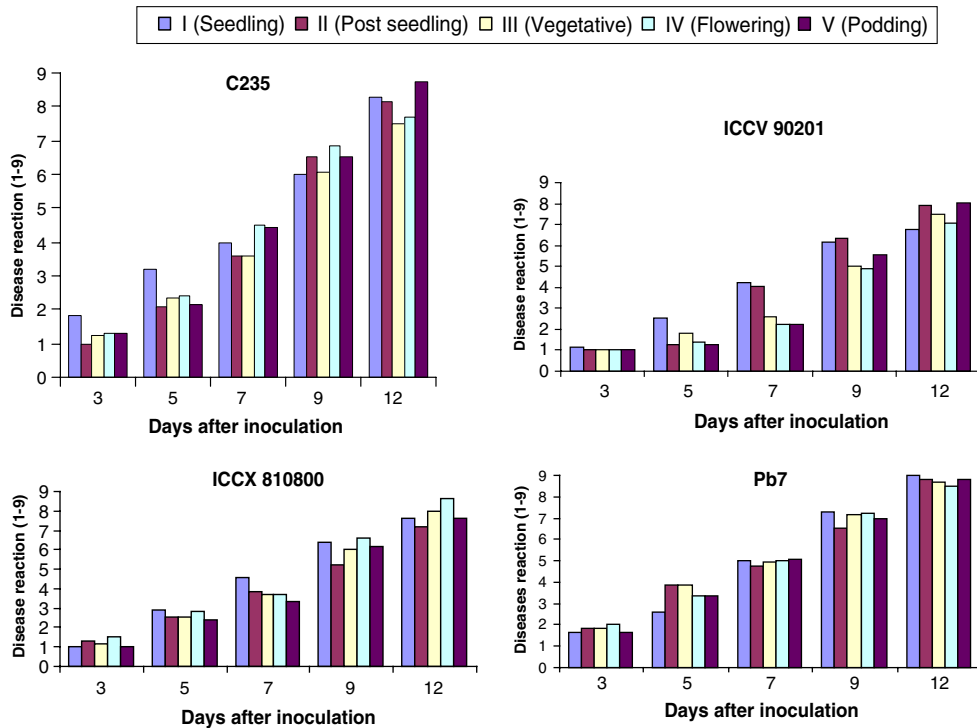 I (Seedling) II (Post seedling) III (Vegetative) IV (Flowering) V (Podding)
C235
Disease reaction (1-9)
9
8
7
6
5
4
3
2
1
0
3 5 7 9 12
Days after inoculation
ICCV 90201
Disease reaction (1-9)
9
8
7
6
5
4
3
2
1
0
3 5 7 9 12
Days after inoculation
ICCX 810800
Disease reaction (1-9)
9
8
7
6
5
4
3
2
1
0
3 5 7 9 12
Days after inoculation
Pb7
Diseases reaction (1-9)
9
8
7
6
5
4
3
2
1
0
3 5 7 9 12
Days after inoculation